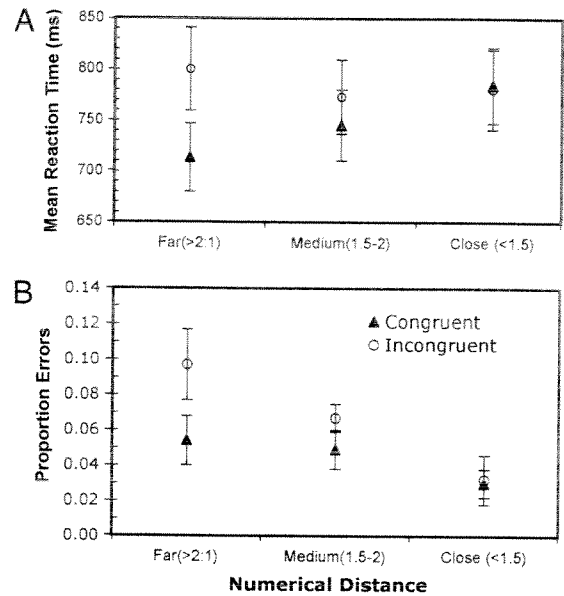 A
Mean Reaction Time (ms)
850
800
750
700
650
Far(>2:1) Medium(1.5-2) Close (<1.5)
B
Proportion Errors
0.14
0.12
0.10
0.08
0.06
0.04
0.02
0.00
▲ Congruent
○ Incongruent
Far(>2:1) Medium(1.5-2) Close (<1.5)
Numerical Distance